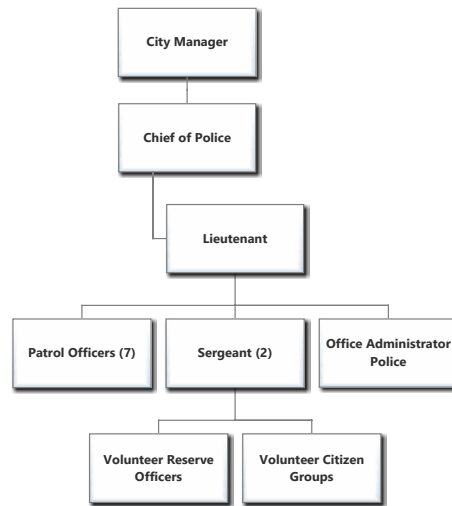 City Manager
Chief of Police
Lieutenant
Patrol Officers (7)
Sergeant (2)
Office Administrator
Police
Volunteer Reserve
Officers
Volunteer Citizen
Groups